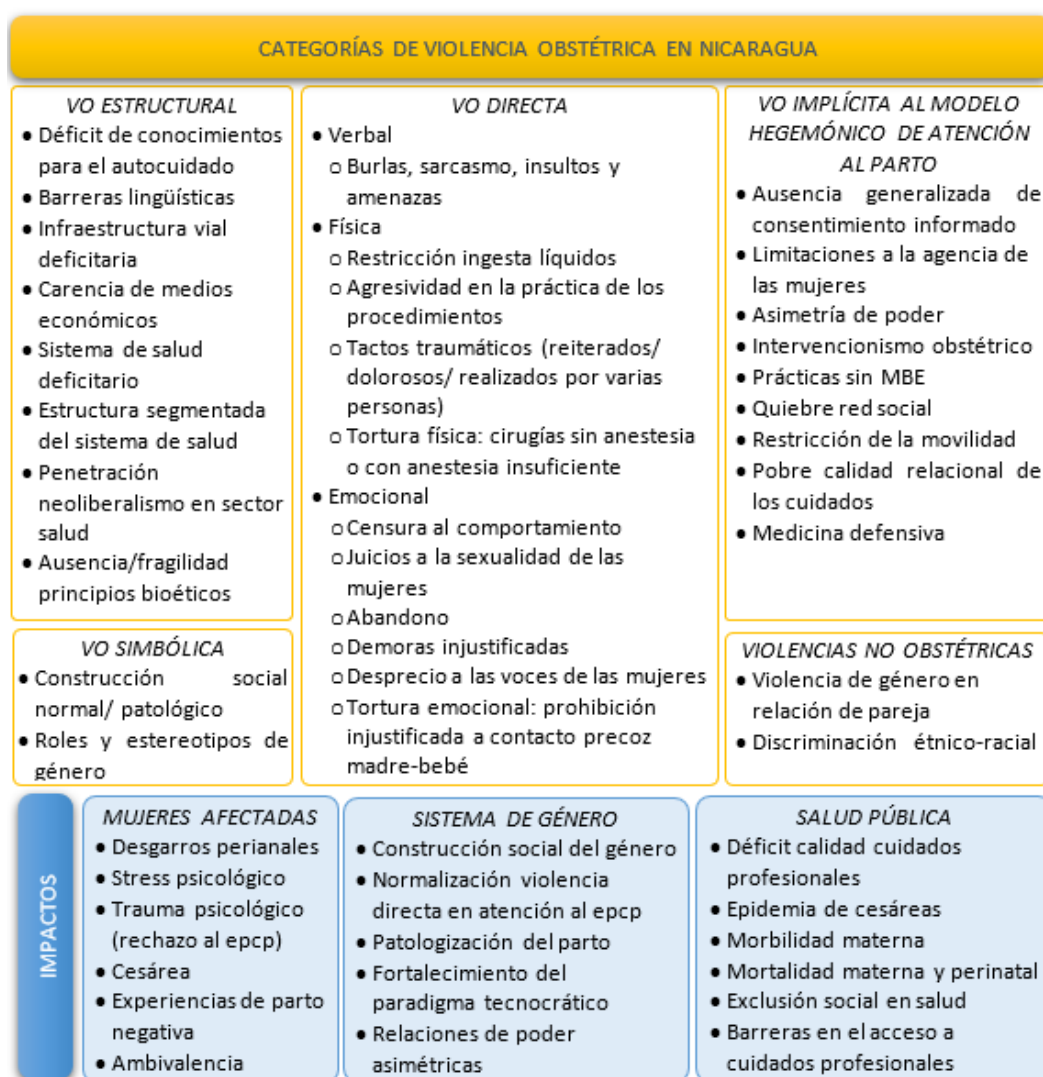 CATEGORÍAS DE VIOLENCIA OBSTÉTRICA EN NICARAGUA
VO ESTRUCTURAL
● Déficit de conocimientos
para el autocuidado
● Barreras lingüísticas
● Infraestructura vial
deficitaria
● Carencia de medios
económicos
● Sistema de salud
deficitario
● Estructura segmentada
del sistema de salud
● Penetración
neoliberalismo en sector
salud
● Ausencia/fragilidad
principios bioéticos
VO SIMBÓLICA
● Construcción social
normal/ patológico
● Roles y estereotipos de
género
VO DIRECTA
● Verbal
○ Burlas, sarcasmo, insultos y
amenazas
● Física
○ Restricción ingesta líquidos
○ Agresividad en la práctica de los
procedimientos
○ Tactos traumáticos (reiterados/
dolorosos/ realizados por varias
personas)
○ Tortura física: cirugías sin anestesia
o con anestesia insuficiente
● Emocional
○ Censura al comportamiento
○ Juicios a la sexualidad de las
mujeres
○ Abandono
○ Demoras injustificadas
○ Desprecio a las voces de las mujeres
○ Tortura emocional: prohibición
injustificada a contacto precoz
madre-bebé
VO IMPLÍCITA AL MODELO
HEGEMÓNICO DE ATENCIÓN
AL PARTO
● Ausencia generalizada de
consentimiento informado
● Limitaciones a la agencia de
las mujeres
● Asimetría de poder
● Intervencionismo obstétrico
● Prácticas sin MBE
● Quiebre red social
● Restricción de la movilidad
● Pobre calidad relacional de
los cuidados
● Medicina defensiva
VIOLENCIAS NO OBSTÉTRICAS
● Violencia de género en
relación de pareja
● Discriminación étnico-racial
IMPACTOS
MUJERES AFECTADAS
● Desgarros perianales
● Stress psicológico
● Trauma psicológico
(rechazo al epcp)
● Cesárea
● Experiencias de parto
negativa
● Ambivalencia
SISTEMA DE GÉNERO
● Construcción social del género
● Normalización violencia
directa en atención al epcp
● Patologización del parto
● Fortalecimiento del
paradigma tecnocrático
● Relaciones de poder
asimétricas
SALUD PÚBLICA
● Déficit calidad cuidados
profesionales
● Epidemia de cesáreas
● Morbilidad materna
● Mortalidad materna y perinatal
● Exclusión social en salud
● Barreras en el acceso a
cuidados profesionales